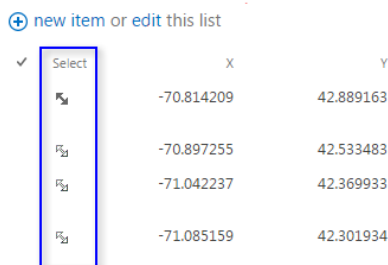 new item or edit this list
Select X Y
-70.814209 42.889163
-70.897255 42.533483
-71.042237 42.369933
-71.085159 42.301934